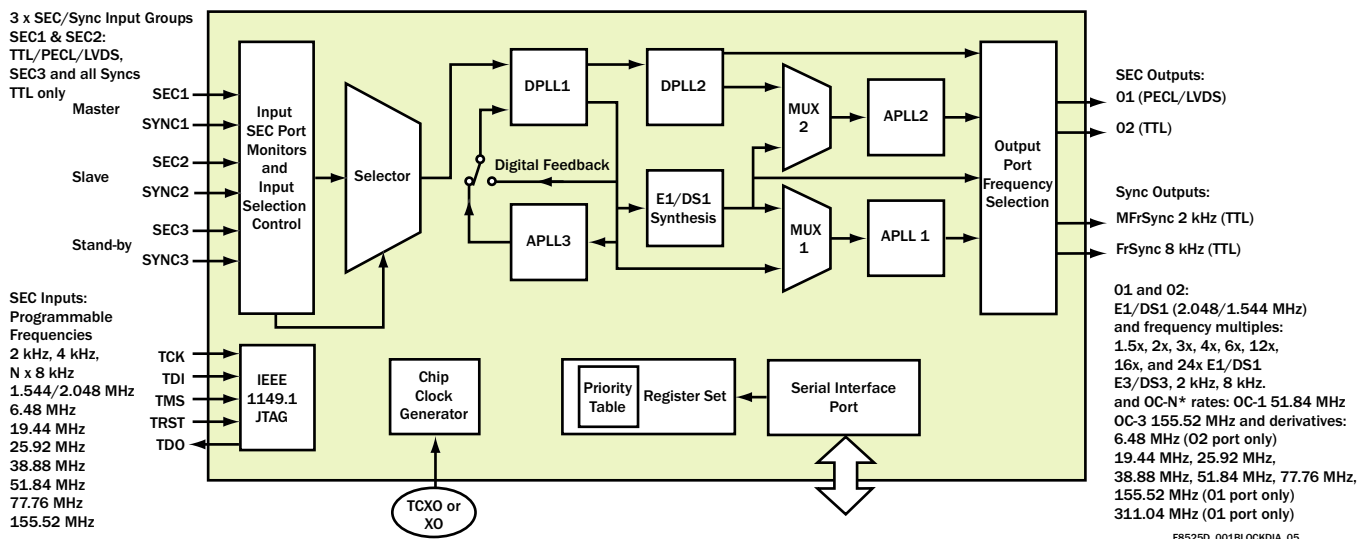 3 x SEC/Sync Input Groups
SEC1 & SEC2:
TTL/PECL/LVDS,
SEC3 and all Syncs
TTL only
Master
Slave
Stand-by
SEC1
SYNC1
SEC2
SYNC2
SEC3
SYNC3
Input
SEC Port
Monitors
and
Input
Selection
Control
Selector
DPLL1
DPLL2
Digital Feedback
APLL3
E1/DS1
Synthesis
MUX
2
MUX
1
APLL2
APLL 1
Output
Port
Frequency
Selection
SEC Outputs:
01 (PECL/LVDS)
02 (TTL)
Sync Outputs:
MFrSync 2 kHz (TTL)
FrSync 8 kHz (TTL)
SEC Inputs:
Programmable
Frequencies
2 kHz, 4 kHz,
N x 8 kHz
1.544/2.048 MHz
6.48 MHz
19.44 MHz
25.92 MHz
38.88 MHz
51.84 MHz
77.76 MHz
155.52 MHz
TCK
TDI
TMS
TRST
TDO
IEEE
1149.1
JTAG
Chip
Clock
Generator
TCXO or
XO
Priority
Table
Register Set
Serial Interface
Port
01 and 02:
E1/DS1 (2.048/1.544 MHz)
and frequency multiples:
1.5x, 2x, 3x, 4x, 6x, 12x,
16x, and 24x E1/DS1
E3/DS3, 2 kHz, 8 kHz.
and OC-N* rates: OC-1 51.84 MHz
OC-3 155.52 MHz and derivatives:
6.48 MHz (O2 port only)
19.44 MHz, 25.92 MHz,
38.88 MHz, 51.84 MHz, 77.76 MHz,
155.52 MHz (01 port only)
311.04 MHz (01 port only)
F8525D_001BLOCKDIA_05